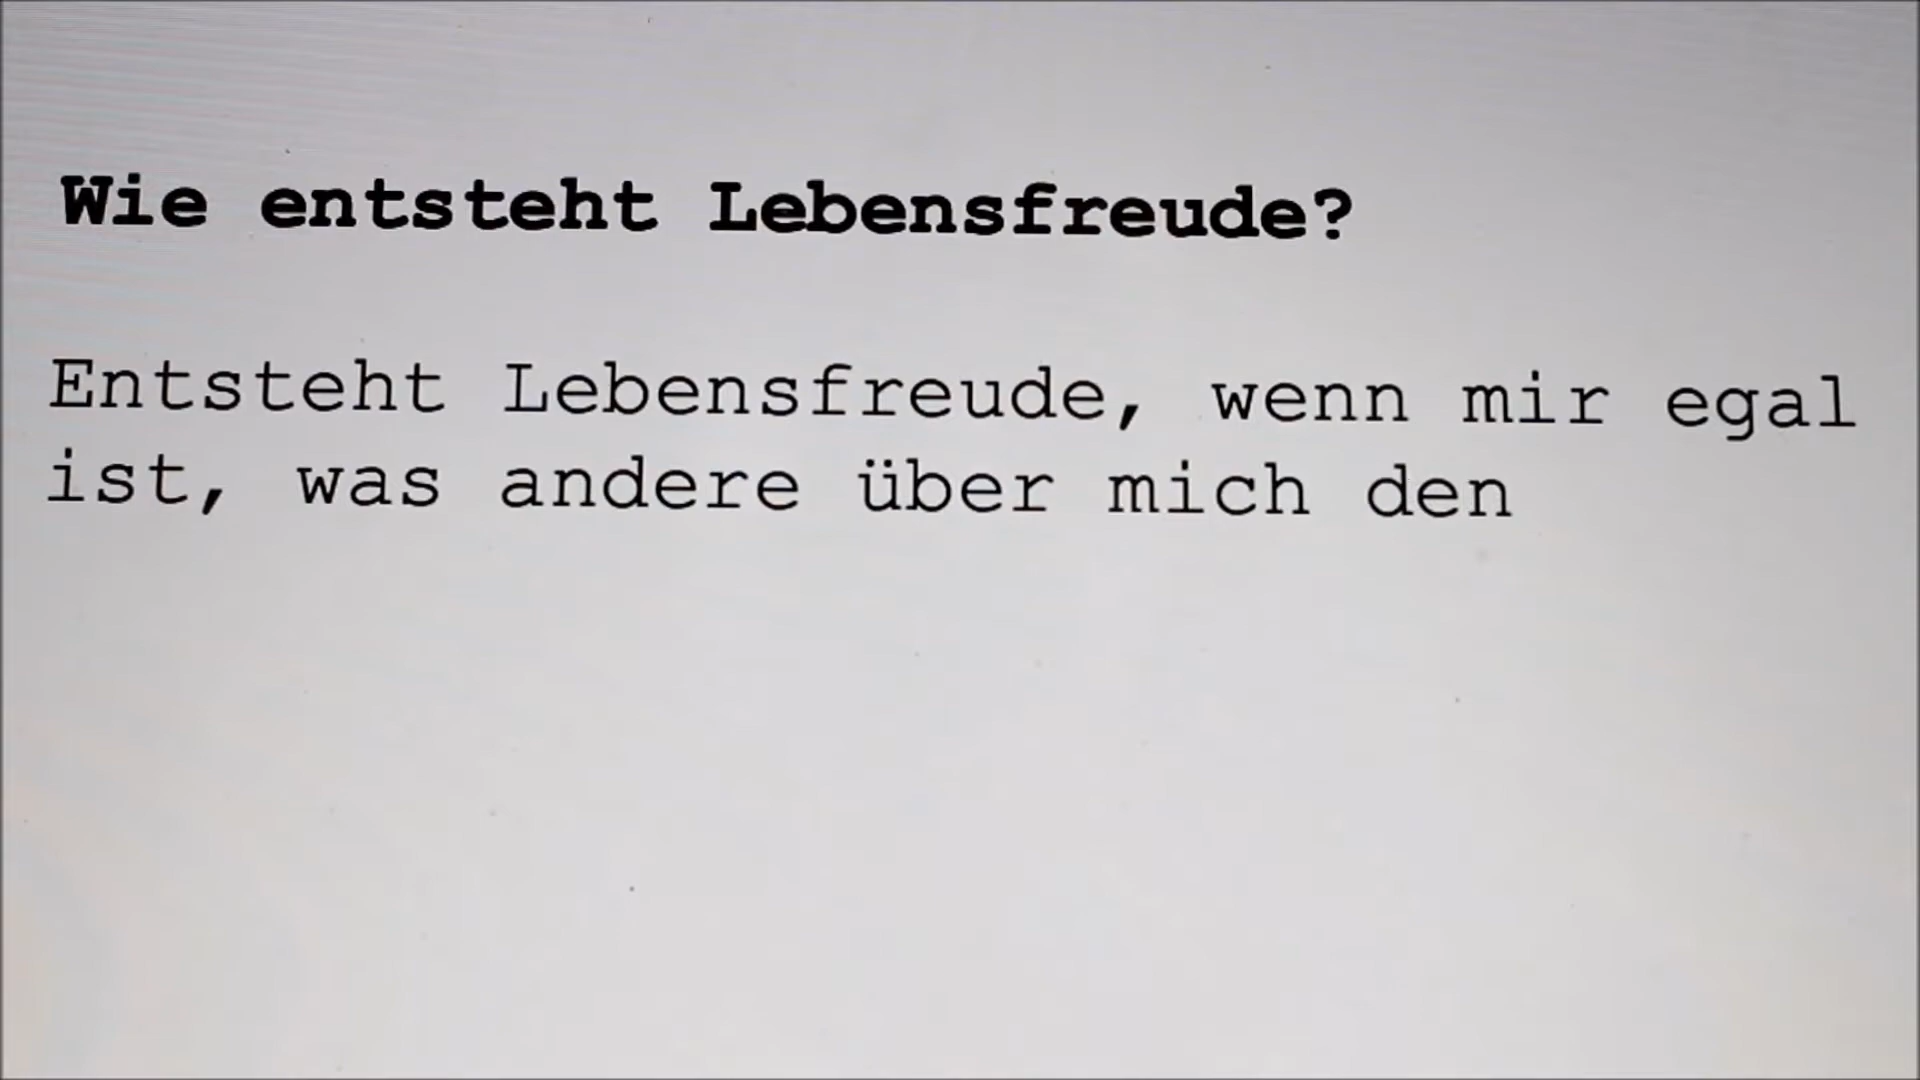 Wie entsteht Lebensfreude?
Entsteht Lebensfreude, wenn mir egal
ist, was andere über mich den